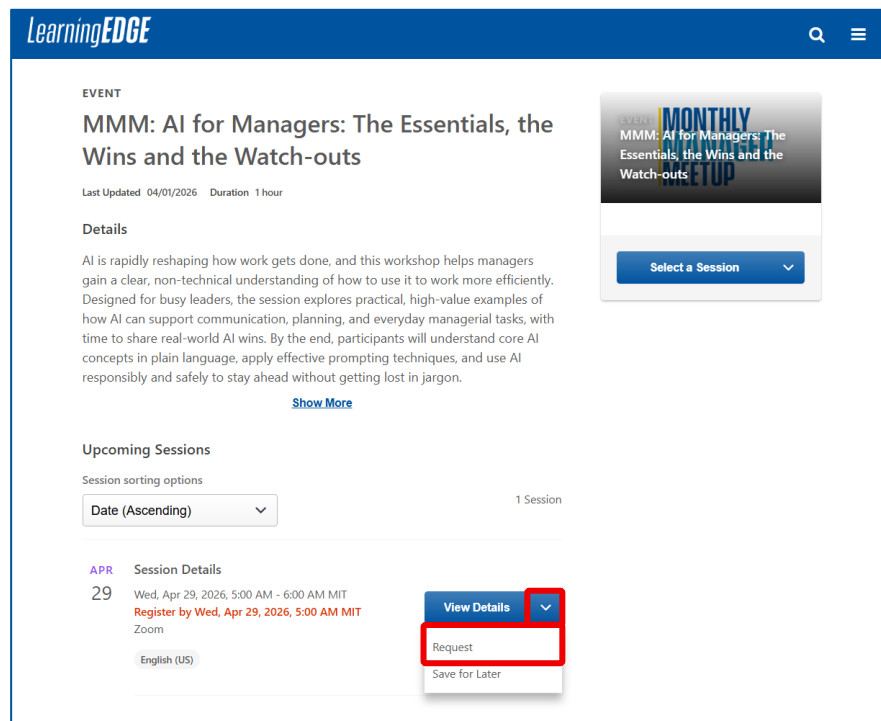 LearningEDGE
EVENT
MMM: AI for Managers: The Essentials, the
Wins and the Watch-outs
Last Updated 04/01/2026 Duration 1 hour
Details
AI is rapidly reshaping how work gets done, and this workshop helps managers
gain a clear, non-technical understanding of how to use it to work more efficiently.
Designed for busy leaders, the session explores practical, high-value examples of
how AI can support communication, planning, and everyday managerial tasks, with
time to share real-world AI wins. By the end, participants will understand core AI
concepts in plain language, apply effective prompting techniques, and use AI
responsibly and safely to stay ahead without getting lost in jargon.
Show More
Upcoming Sessions
Session sorting options
Date (Ascending)
1 Session
APR
29
Session Details
Wed, Apr 29, 2026, 5:00 AM - 6:00 AM MIT
Register by Wed, Apr 29, 2026, 5:00 AM MIT
Zoom
English (US)
View Details
Request
Save for Later
EVENT
MONTHLY
MANAGER
MEETUP
MMM: AI for Managers: The
Essentials, the Wins and the
Watch-outs
Select a Session